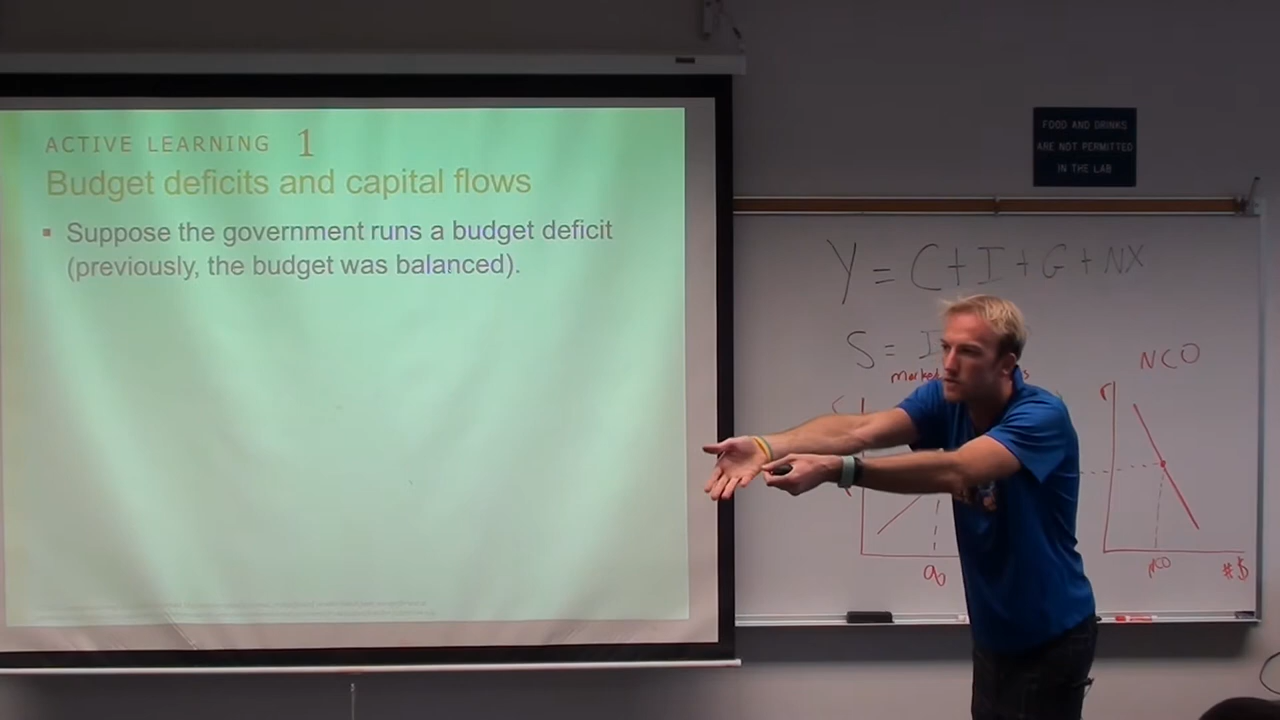 ACTIVE LEARNING 1
Budget deficits and capital flows
▪ Suppose the government runs a budget deficit
(previously, the budget was balanced).
FOOD AND DRINKS
ARE NOT PERMITTED
IN THE LAB
Y = C + I + G + NX
S = I
NCO
r
NCO
#$